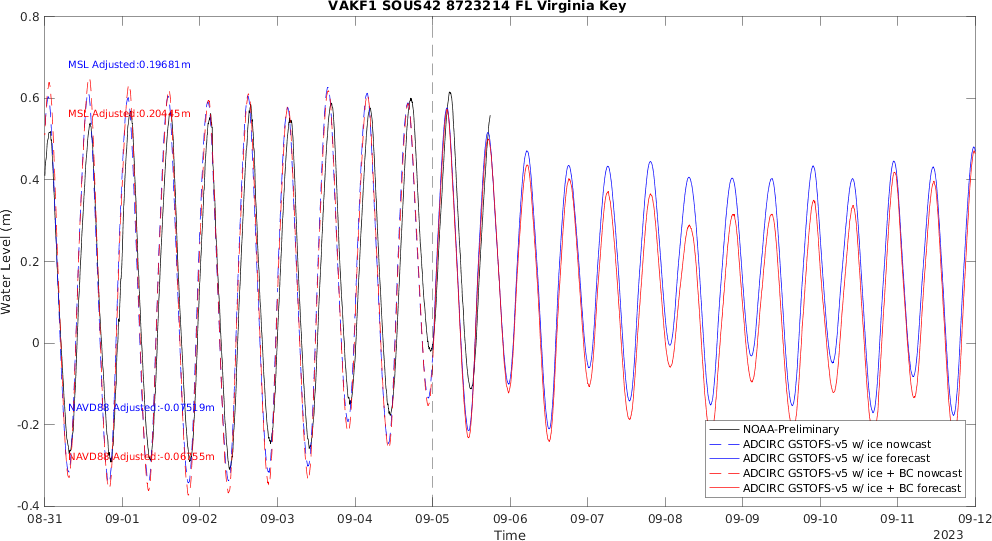 VAKF1 SOUS42 8723214 FL Virginia Key
0.8
0.6
0.4
0.2
0
-0.2
-0.4
Water Level (m)
MSL Adjusted:0.19681m
MSL Adjusted:0.20445m
NAVD88 Adjusted:-0.07519m
NAVD88 Adjusted:-0.06755m
NOAA-Preliminary
ADCIRC GSTOFS-v5 w/ ice nowcast
ADCIRC GSTOFS-v5 w/ ice forecast
ADCIRC GSTOFS-v5 w/ ice + BC nowcast
ADCIRC GSTOFS-v5 w/ ice + BC forecast
08-31 09-01 09-02 09-03 09-04 09-05 09-06 09-07 09-08 09-09 09-10 09-11 09-12
Time
2023